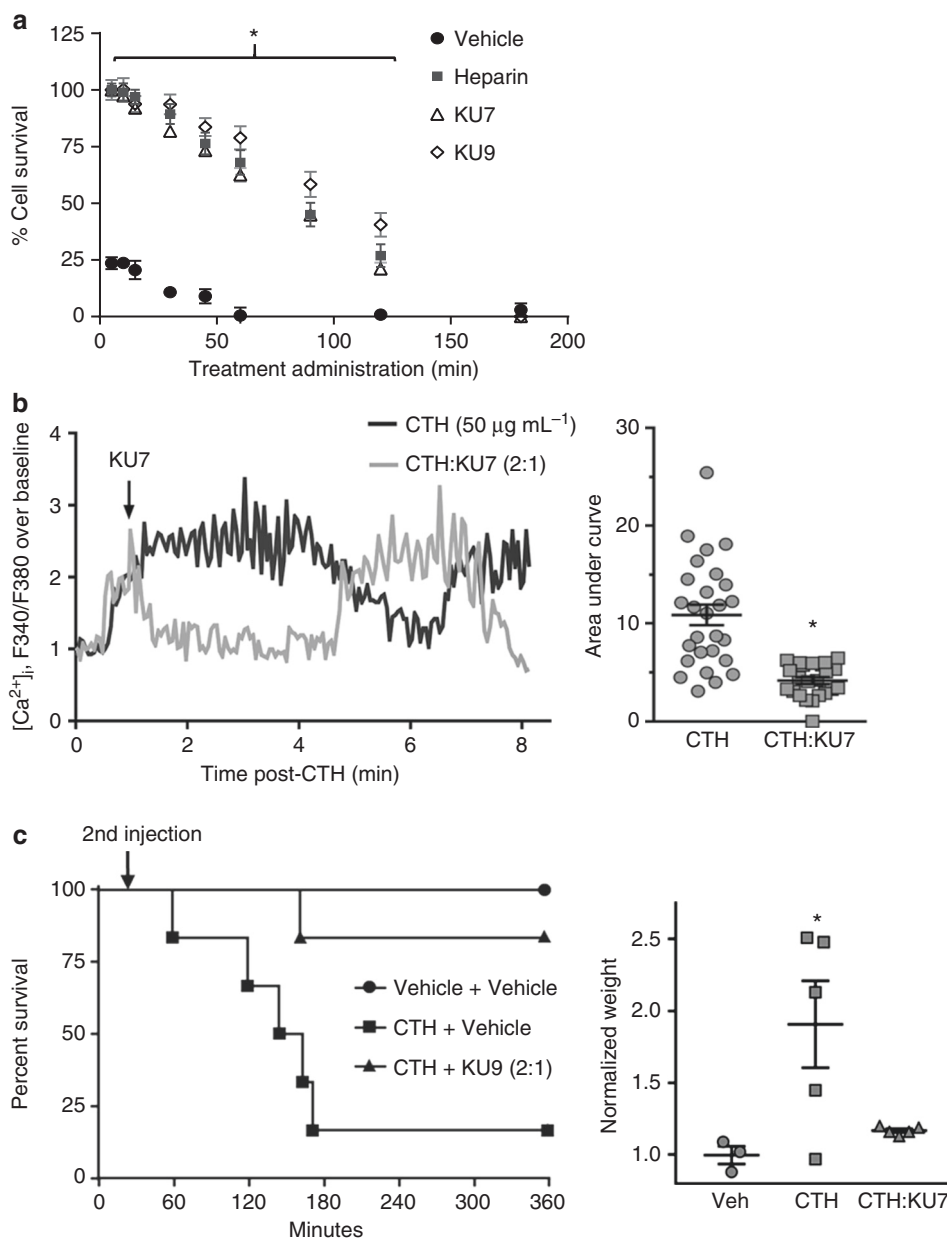 a
125
100
75
50
25
0
% Cell survival
*
Vehicle
Heparin
KU7
KU9
0 50 100 150 200
Treatment administration (min)
b
4
3
2
1
0
[Ca²⁺]i, F340/F380 over baseline
KU7
CTH (50 μg mL⁻¹)
CTH:KU7 (2:1)
0 2 4 6 8
Time post-CTH (min)
30
20
10
0
Area under curve
*
CTH CTH:KU7
c
2nd injection
100
75
50
25
0
Percent survival
Vehicle + Vehicle
CTH + Vehicle
CTH + KU9 (2:1)
0 60 120 180 240 300 360
Minutes
2.5
2.0
1.5
1.0
Normalized weight
*
Veh CTH CTH:KU7